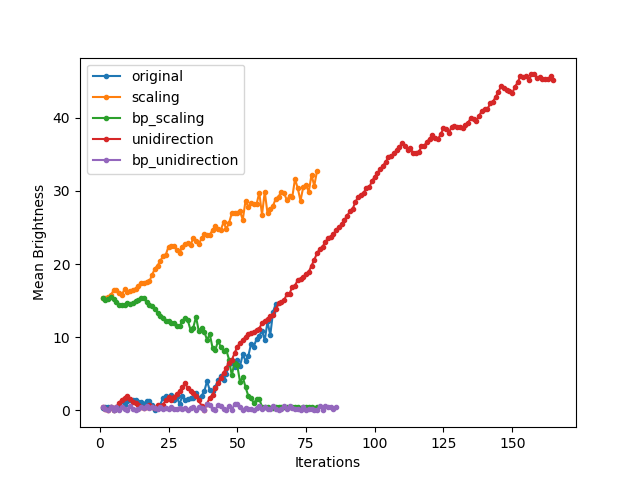 original
scaling
bp_scaling
unidirection
bp_unidirection
Mean Brightness
40
30
20
10
0
0 25 50 75 100 125 150
Iterations